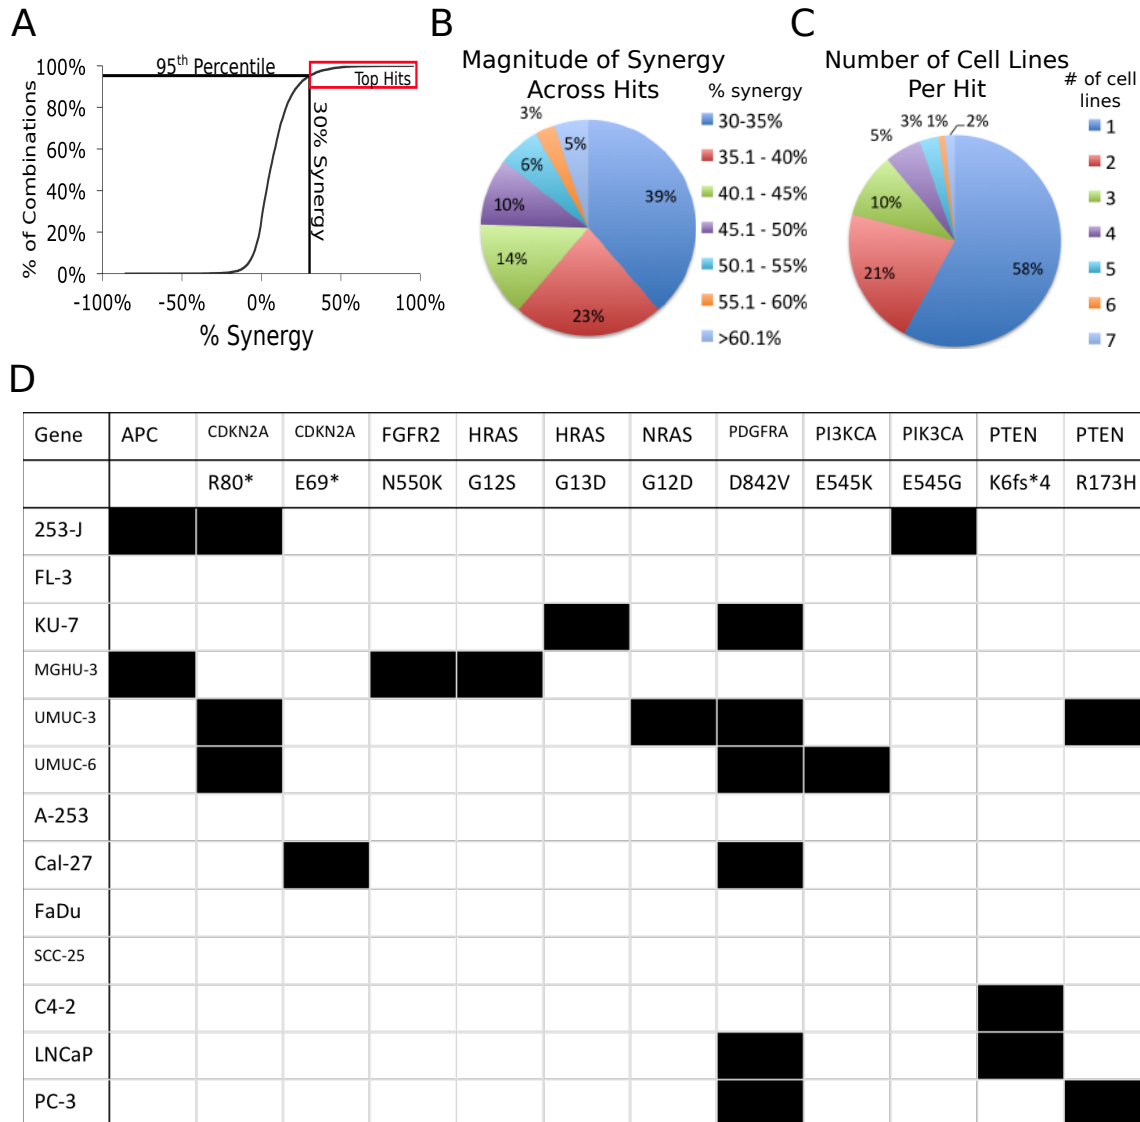 A
B
C
95th Percentile
Top Hits
30% Synergy
100%
80%
60%
40%
20%
0%
% of Combinations
-100%
-50%
0%
50%
100%
% Synergy
Magnitude of Synergy
Across Hits
% synergy
3%
5%
6%
10%
14%
23%
39%
30-35%
35.1 - 40%
40.1 - 45%
45.1 - 50%
50.1 - 55%
55.1 - 60%
>60.1%
Number of Cell Lines
Per Hit
# of cell
lines
3%
1%
2%
5%
10%
21%
58%
1
2
3
4
5
6
7
D
Gene APC CDKN2A CDKN2A FGFR2 HRAS HRAS NRAS PDGFRA PI3KCA PIK3CA PTEN PTEN
R80* E69* N550K G12S G13D G12D D842V E545K E545G K6fs*4 R173H
253-J
FL-3
KU-7
MGHU-3
UMUC-3
UMUC-6
A-253
Cal-27
FaDu
SCC-25
C4-2
LNCaP
PC-3